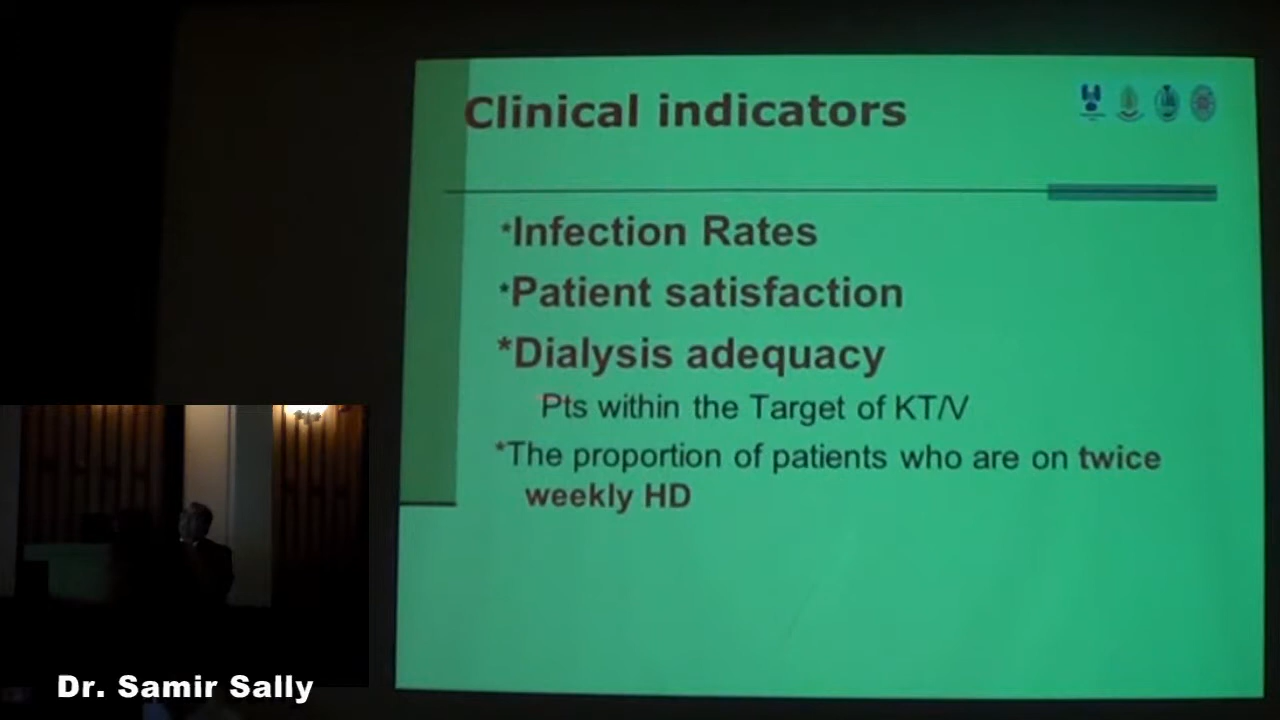 Clinical indicators
*Infection Rates
*Patient satisfaction
*Dialysis adequacy
Pts within the Target of KT/V
*The proportion of patients who are on twice
weekly HD
Dr. Samir Sally